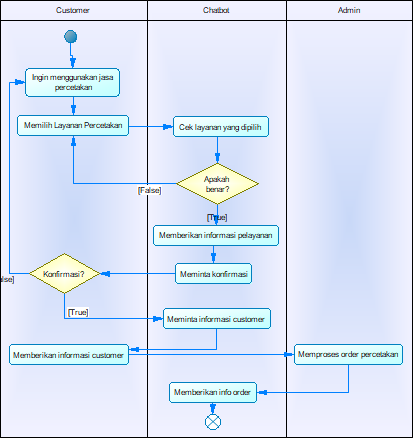 Customer
Chatbot
Admin
Ingin menggunakan jasa
percetakan
Memilih Layanan Percetakan
Cek layanan yang dipilih
Apakah
benar?
[False]
[True]
Memberikan informasi pelayanan
Konfirmasi?
Meminta konfirmasi
alse]
[True]
Meminta informasi customer
Memberikan informasi customer
Memproses order percetakan
Memberikan info order